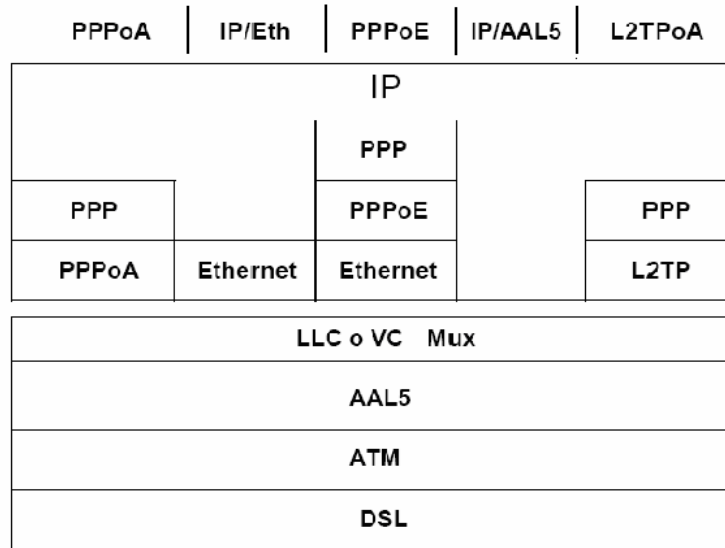 PPPoA IP/Eth PPPoE IP/AAL5 L2TPoA
IP
PPP
PPP PPPoE PPP
PPPoA Ethernet Ethernet L2TP
LLC o VC Mux
AAL5
ATM
DSL